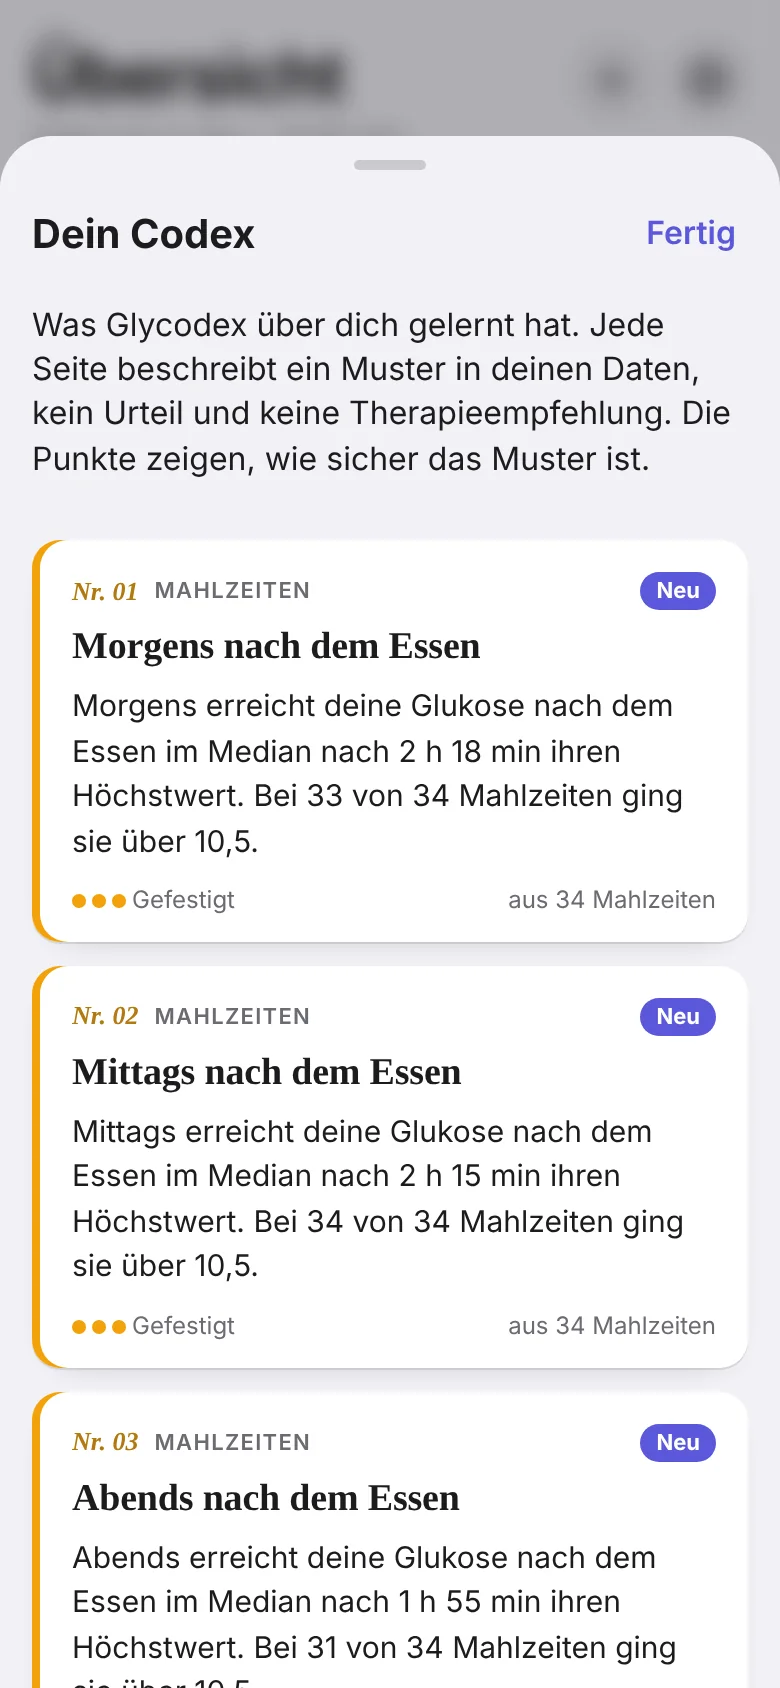 Übersicht
Dein Codex
Fertig
Was Glycodex über dich gelernt hat. Jede
Seite beschreibt ein Muster in deinen Daten,
kein Urteil und keine Therapieempfehlung. Die
Punkte zeigen, wie sicher das Muster ist.
Nr. 01 MAHLZEITEN
Neu
Morgens nach dem Essen
Morgens erreicht deine Glukose nach dem
Essen im Median nach 2 h 18 min ihren
Höchstwert. Bei 33 von 34 Mahlzeiten ging
sie über 10,5.
Gefestigt
aus 34 Mahlzeiten
Nr. 02 MAHLZEITEN
Neu
Mittags nach dem Essen
Mittags erreicht deine Glukose nach dem
Essen im Median nach 2 h 15 min ihren
Höchstwert. Bei 34 von 34 Mahlzeiten ging
sie über 10,5.
Gefestigt
aus 34 Mahlzeiten
Nr. 03 MAHLZEITEN
Neu
Abends nach dem Essen
Abends erreicht deine Glukose nach dem
Essen im Median nach 1 h 55 min ihren
Höchstwert. Bei 31 von 34 Mahlzeiten ging
sie über 10,5.